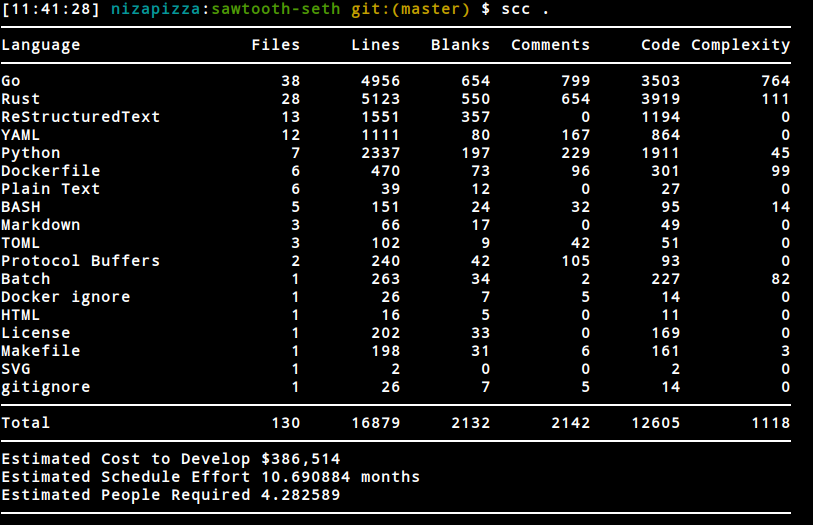 [11:41:28] nizapizza:sawtooth-seth git:(master) $ scc .
Language Files Lines Blanks Comments Code Complexity
Go 38 4956 654 799 3503 764
Rust 28 5123 550 654 3919 111
ReStructuredText 13 1551 357 0 1194 0
YAML 12 1111 80 167 864 0
Python 7 2337 197 229 1911 45
Dockerfile 6 470 73 96 301 99
Plain Text 6 39 12 0 27 0
BASH 5 151 24 32 95 14
Markdown 3 66 17 0 49 0
TOML 3 102 9 42 51 0
Protocol Buffers 2 240 42 105 93 0
Batch 1 263 34 2 227 82
Docker ignore 1 26 7 5 14 0
HTML 1 16 5 0 11 0
License 1 202 33 0 169 0
Makefile 1 198 31 6 161 3
SVG 1 2 0 0 2 0
gitignore 1 26 7 5 14 0
Total 130 16879 2132 2142 12605 1118
Estimated Cost to Develop $386,514
Estimated Schedule Effort 10.690884 months
Estimated People Required 4.282589